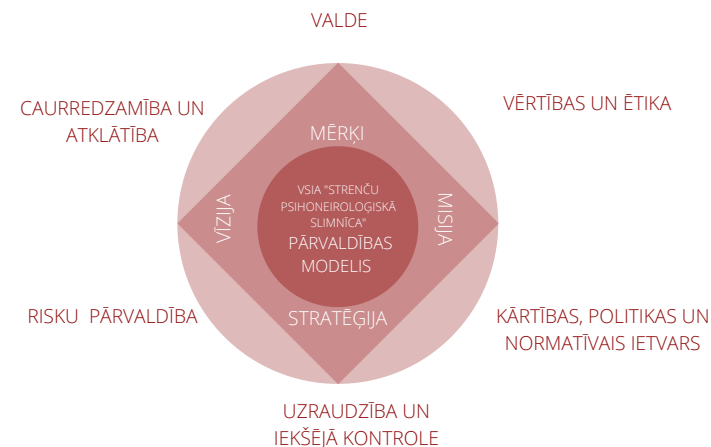 VALDE
CAURREDZAMĪBA UN
ATKLĀTĪBA
VĒRTĪBAS UN ĒTIKA
MĒRĶI
VĪZIJA
VSIA "STRENČU
PSIHONEIROLOĢISKĀ
SLIMNĪCA"
PĀRVALDĪBAS
MODELIS
MISIJA
STRATĒĢIJA
RISKU PĀRVALDĪBA
KĀRTĪBAS, POLITIKAS UN
NORMATĪVAIS IETVARS
UZRAUDZĪBA UN
IEKŠĒJĀ KONTROLE